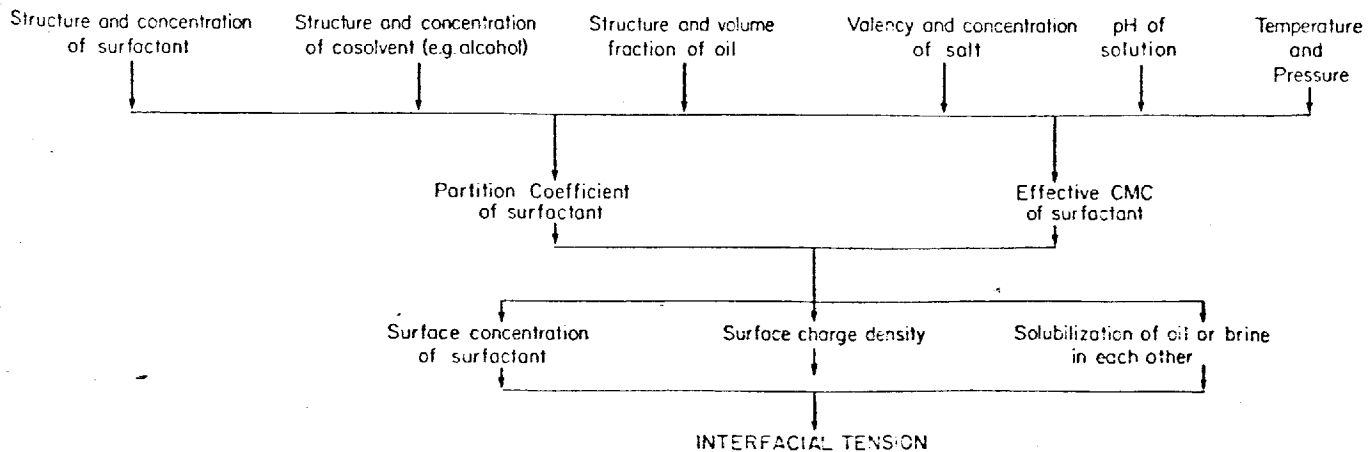 Structure and concentration
of surfactant
Structure and concentration
of cosolvent (e.g. alcohol)
Structure and volume
fraction of oil
Valency and concentration
of salt
pH of
solution
Temperature
and
Pressure
Partition Coefficient
of surfactant
Effective CMC
of surfactant
Surface concentration
of surfactant
Surface charge density
Solubilization of oil or brine
in each other
INTERFACIAL TENSION